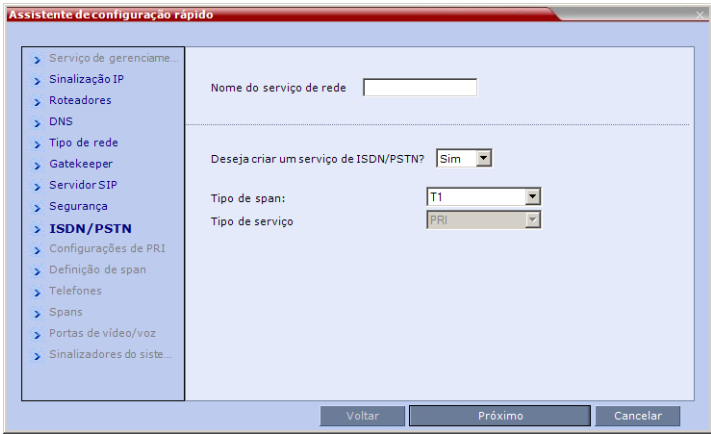 Assistente de configuração rápido
Serviço de gerenciame...
Sinalização IP
Roteadores
DNS
Tipo de rede
Gatekeeper
Servidor SIP
Segurança
ISDN/PSTN
Configurações de PRI
Definição de span
Telefones
Spans
Portas de vídeo/voz
Sinalizadores do siste...
Nome do serviço de rede
Deseja criar um serviço de ISDN/PSTN? Sim
Tipo de span: T1
Tipo de serviço PRI
Voltar Próximo Cancelar